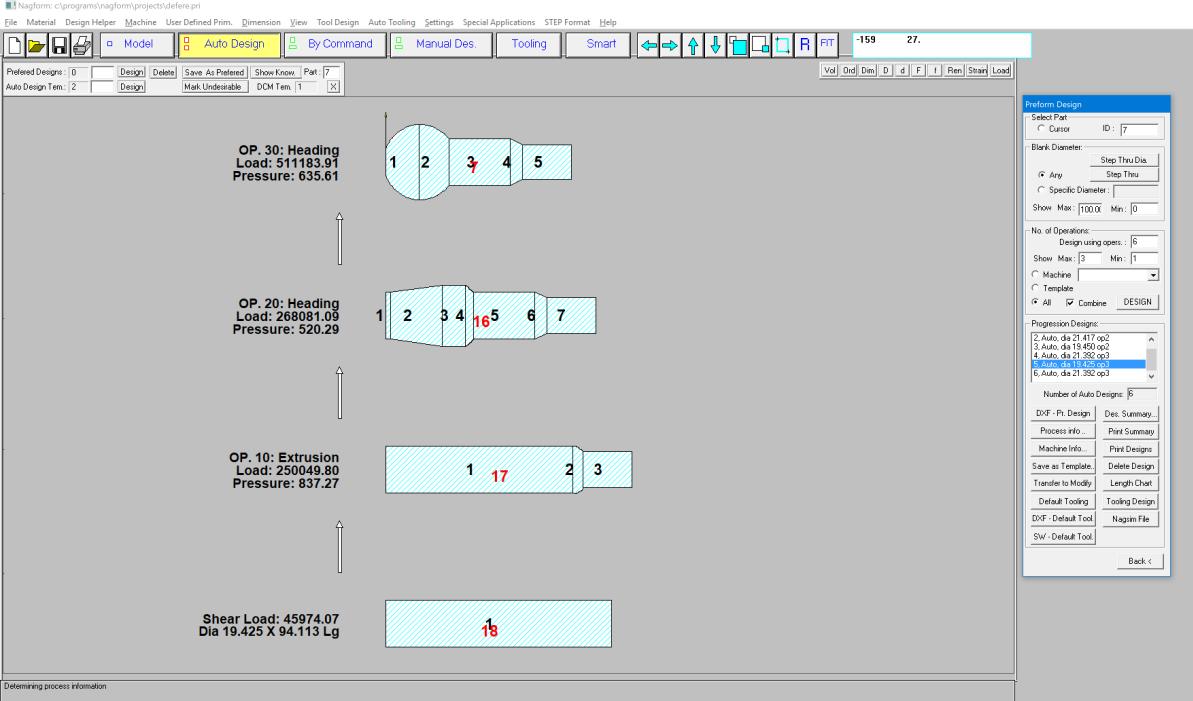 Nagform: c:\programs\nagform\projects\defere.pri
File Material Design Helper Machine User Defined Prim. Dimension View Tool Design Auto Tooling Settings Special Applications STEP Format Help
Model Auto Design By Command Manual Des. Tooling Smart R FIT -159 27.
Preferred Designs : 0 Design Delete Save As Preferred Show Know. Part : 7 Vol Ord Dim D d F f Ren Strain Load
Auto Design Tem.: 2 Design Mark Undesirable DCM Tem. 1 X
OP. 30: Heading
Load: 511183.91
Pressure: 635.61
1 2 3 7 4 5
OP. 20: Heading
Load: 268081.09
Pressure: 520.29
1 2 3 4 16 5 6 7
OP. 10: Extrusion
Load: 250049.80
Pressure: 837.27
1 17 2 3
Shear Load: 45974.07
Dia 19.425 X 94.113 Lg
1
18
Preform Design
Select Part
Cursor ID : 7
Blank Diameter:
Step Thru Dia.
Any Step Thru
Specific Diameter :
Show Max : 100.0( Min : 0
No. of Operations:
Design using opers. : 6
Show Max : 3 Min : 1
Machine
Template
All Combine DESIGN
Progression Designs:
2, Auto, dia 21.417 op2
3, Auto, dia 19.450 op2
4, Auto, dia 21.392 op3
5, Auto, dia 19.425 op3
6, Auto, dia 21.392 op3
Number of Auto Designs: 6
DXF - Pr. Design Des. Summary...
Process info .. Print Summary
Machine Info... Print Designs
Save as Template.. Delete Design
Transfer to Modify Length Chart
Default Tooling Tooling Design
DXF - Default Tool. Nagsim File
SW - Default Tool.
Back <
Determining process information